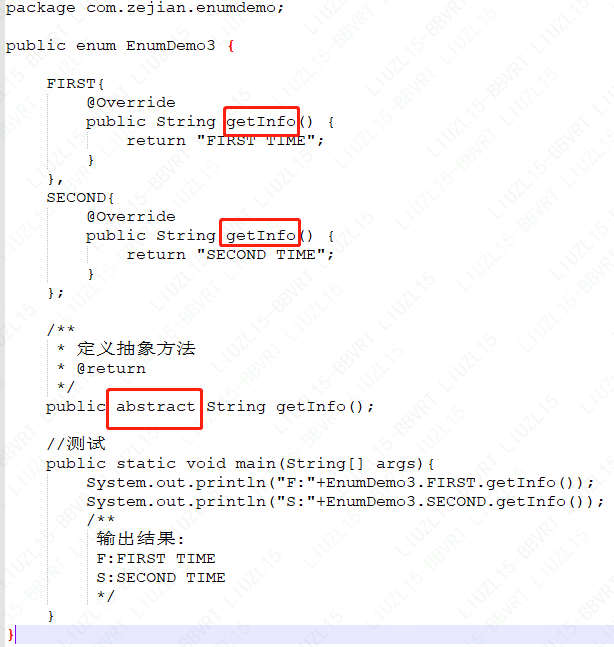 package com.zejian.enumdemo;
public enum EnumDemo3 {
FIRST{
@Override
public String getInfo() {
return "FIRST TIME";
}
},
SECOND{
@Override
public String getInfo() {
return "SECOND TIME";
}
};
/**
* 定义抽象方法
* @return
*/
public abstract String getInfo();
//测试
public static void main(String[] args){
System.out.println("F:"+EnumDemo3.FIRST.getInfo());
System.out.println("S:"+EnumDemo3.SECOND.getInfo());
/**
输出结果:
F:FIRST TIME
S:SECOND TIME
*/
}
}